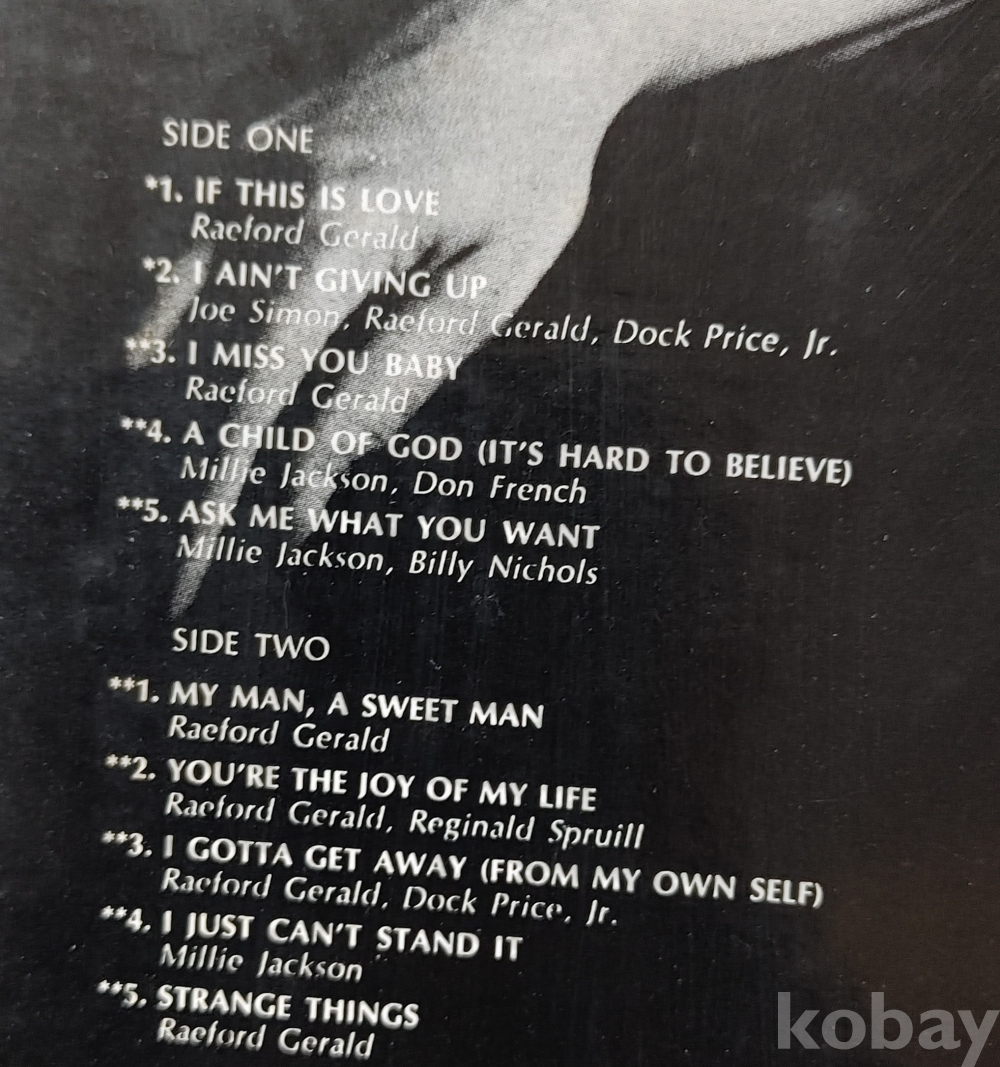 SIDE ONE
*1. IF THIS IS LOVE
Raeford Gerald
*2. I AIN'T GIVING UP
Joe Simon, Raeford Gerald, Dock Price, Jr.
**3. I MISS YOU BABY
Raeford Gerald
**4. A CHILD OF GOD (IT'S HARD TO BELIEVE)
Millie Jackson, Don French
**5. ASK ME WHAT YOU WANT
Millie Jackson, Billy Nichols
SIDE TWO
**1. MY MAN, A SWEET MAN
Raeford Gerald
**2. YOU'RE THE JOY OF MY LIFE
Raeford Gerald, Reginald Spruill
**3. I GOTTA GET AWAY (FROM MY OWN SELF)
Raeford Gerald, Dock Price, Jr.
**4. I JUST CAN'T STAND IT
Millie Jackson
**5. STRANGE THINGS
Raeford Gerald
kobay